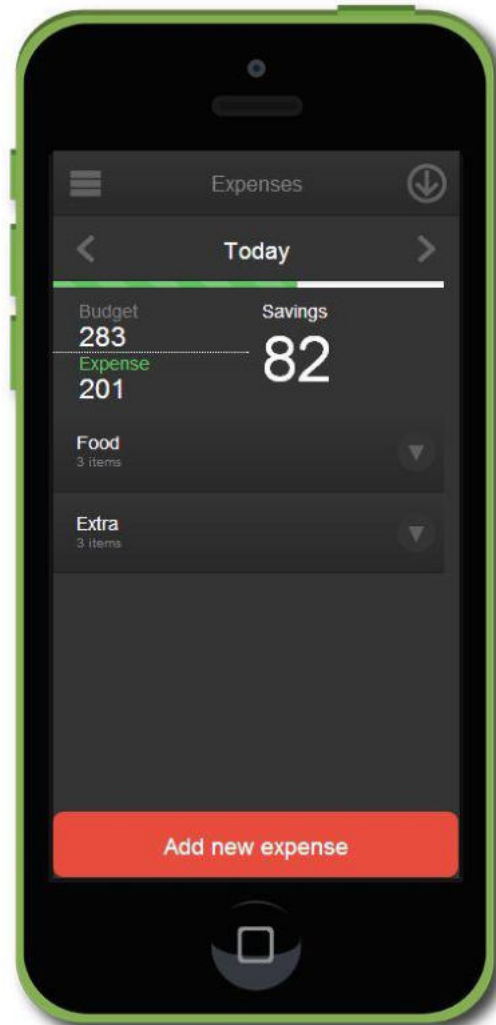 Expenses
Today
Budget
283
Expense
201
Savings
82
Food
3 items
Extra
3 items
Add new expense